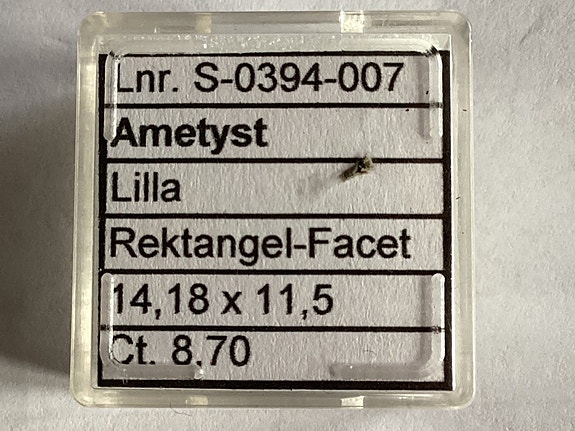 Lnr. S-0394-007
Ametyst
Lilla
Rektangel-Facet
14,18 x 11,5
Ct. 8,70